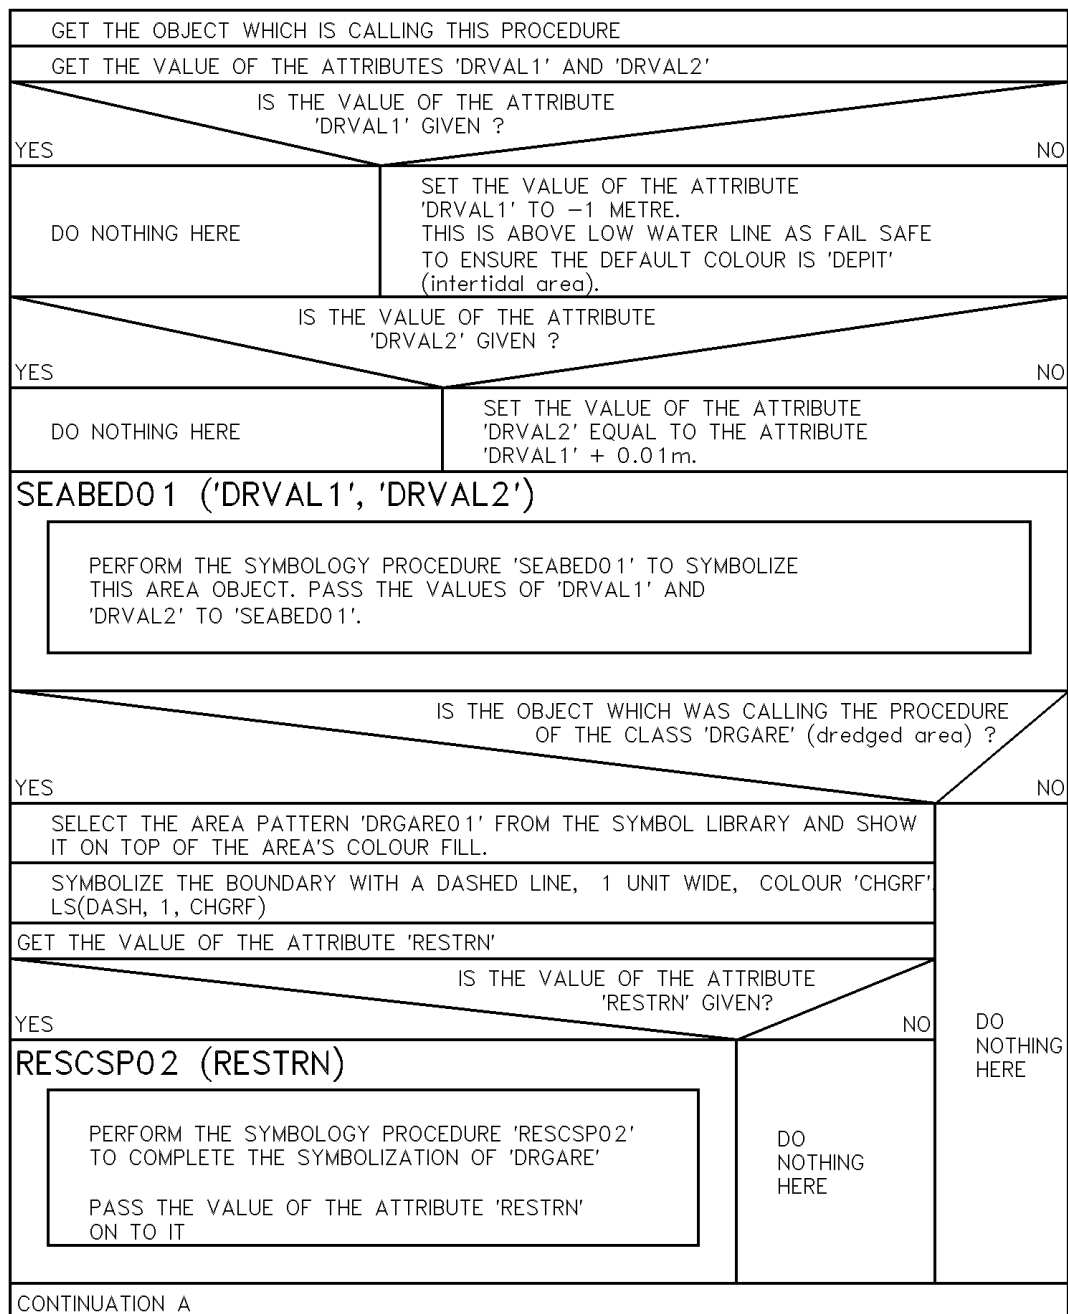 GET THE OBJECT WHICH IS CALLING THIS PROCEDURE
GET THE VALUE OF THE ATTRIBUTES 'DRVAL1' AND 'DRVAL2'
IS THE VALUE OF THE ATTRIBUTE
'DRVAL1' GIVEN ?
YES
NO
DO NOTHING HERE
SET THE VALUE OF THE ATTRIBUTE
'DRVAL1' TO −1 METRE.
THIS IS ABOVE LOW WATER LINE AS FAIL SAFE
TO ENSURE THE DEFAULT COLOUR IS 'DEPIT'
(intertidal area).
IS THE VALUE OF THE ATTRIBUTE
'DRVAL2' GIVEN ?
YES
NO
DO NOTHING HERE
SET THE VALUE OF THE ATTRIBUTE
'DRVAL2' EQUAL TO THE ATTRIBUTE
'DRVAL1' + 0.01m.
SEABED01 ('DRVAL1', 'DRVAL2')
PERFORM THE SYMBOLOGY PROCEDURE 'SEABED01' TO SYMBOLIZE
THIS AREA OBJECT. PASS THE VALUES OF 'DRVAL1' AND
'DRVAL2' TO 'SEABED01'.
IS THE OBJECT WHICH WAS CALLING THE PROCEDURE
OF THE CLASS 'DRGARE' (dredged area) ?
YES
NO
SELECT THE AREA PATTERN 'DRGARE01' FROM THE SYMBOL LIBRARY AND SHOW
IT ON TOP OF THE AREA'S COLOUR FILL.
SYMBOLIZE THE BOUNDARY WITH A DASHED LINE, 1 UNIT WIDE, COLOUR 'CHGRF'.
LS(DASH, 1, CHGRF)
GET THE VALUE OF THE ATTRIBUTE 'RESTRN'
IS THE VALUE OF THE ATTRIBUTE
'RESTRN' GIVEN?
YES
NO
RESCSP02 (RESTRN)
PERFORM THE SYMBOLOGY PROCEDURE 'RESCSP02'
TO COMPLETE THE SYMBOLIZATION OF 'DRGARE'
PASS THE VALUE OF THE ATTRIBUTE 'RESTRN'
ON TO IT
DO
NOTHING
HERE
DO
NOTHING
HERE
CONTINUATION A